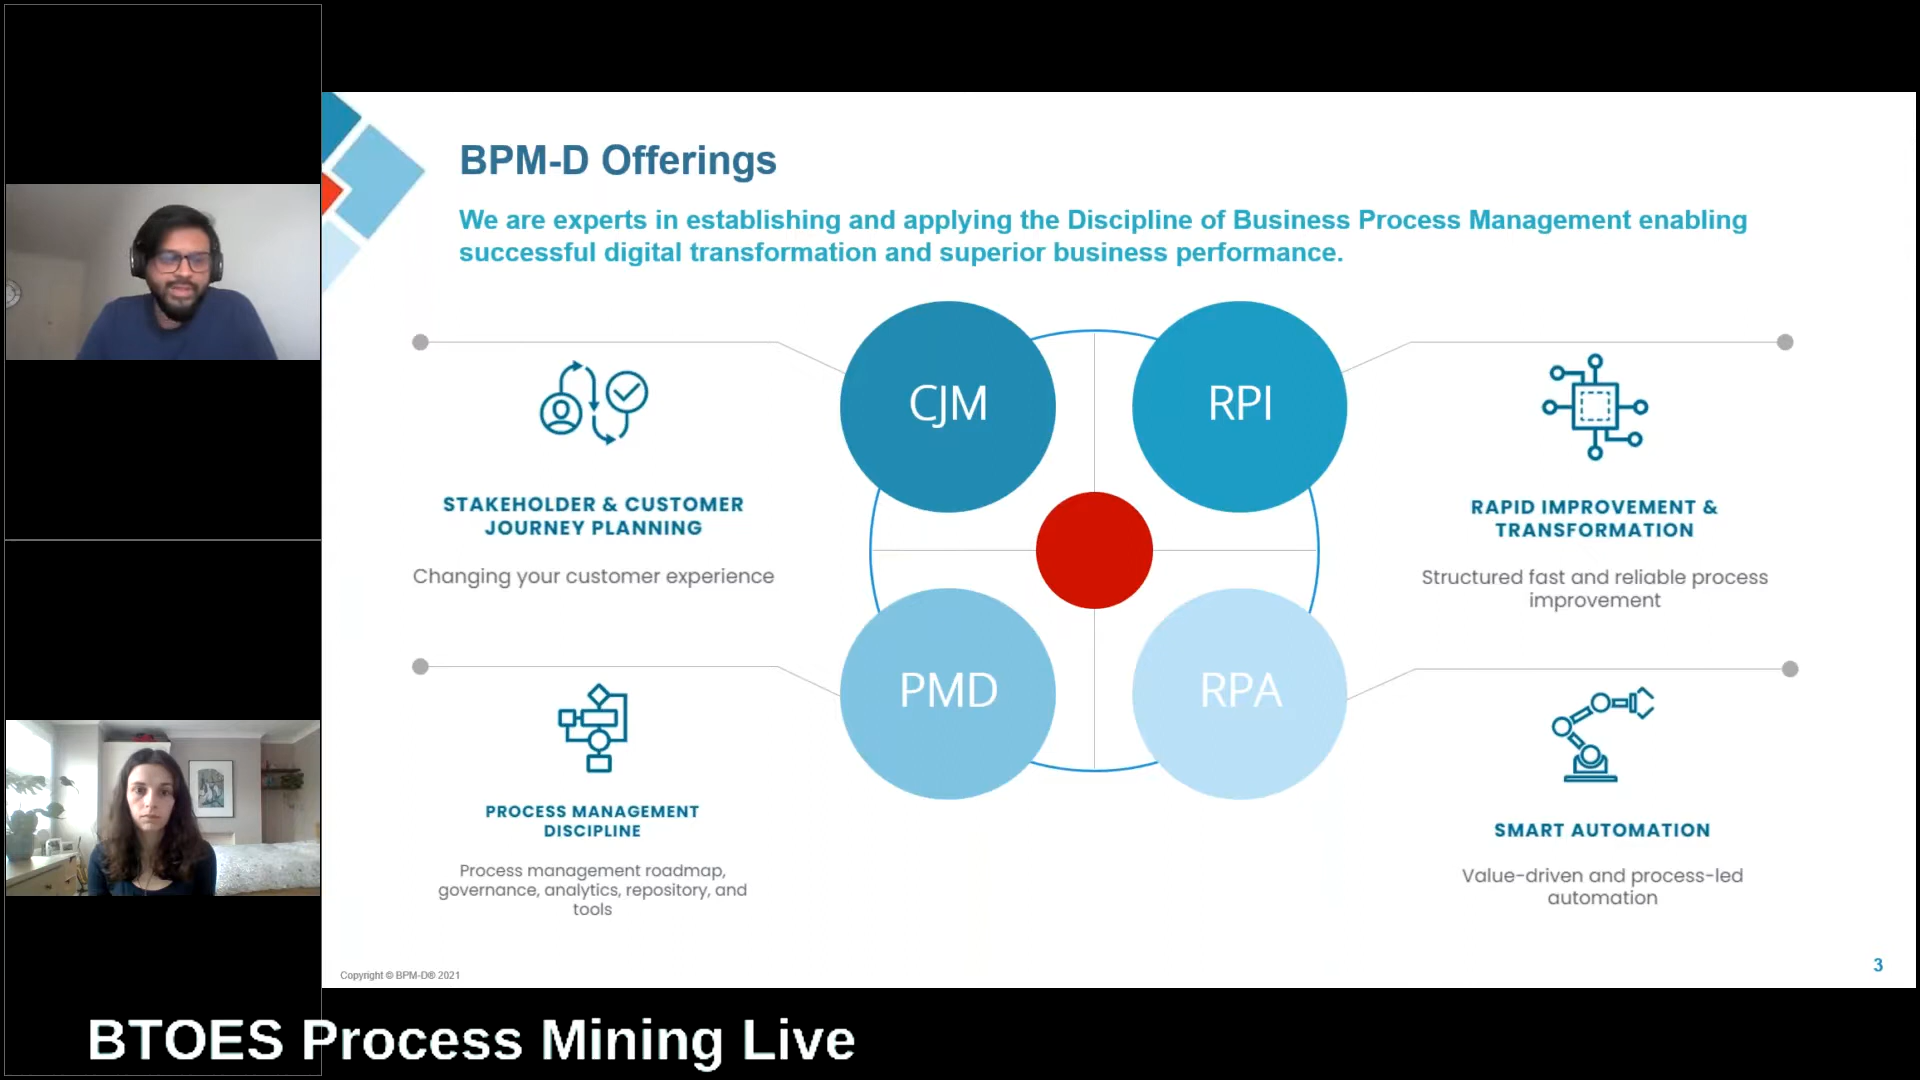 BPM-D Offerings
We are experts in establishing and applying the Discipline of Business Process Management enabling
successful digital transformation and superior business performance.
CJM
RPI
STAKEHOLDER & CUSTOMER
JOURNEY PLANNING
Changing your customer experience
RAPID IMPROVEMENT &
TRANSFORMATION
Structured fast and reliable process
improvement
PMD
RPA
PROCESS MANAGEMENT
DISCIPLINE
Process management roadmap,
governance, analytics, repository, and
tools
SMART AUTOMATION
Value-driven and process-led
automation
Copyright © BPM-D® 2021
3
BTOES Process Mining Live